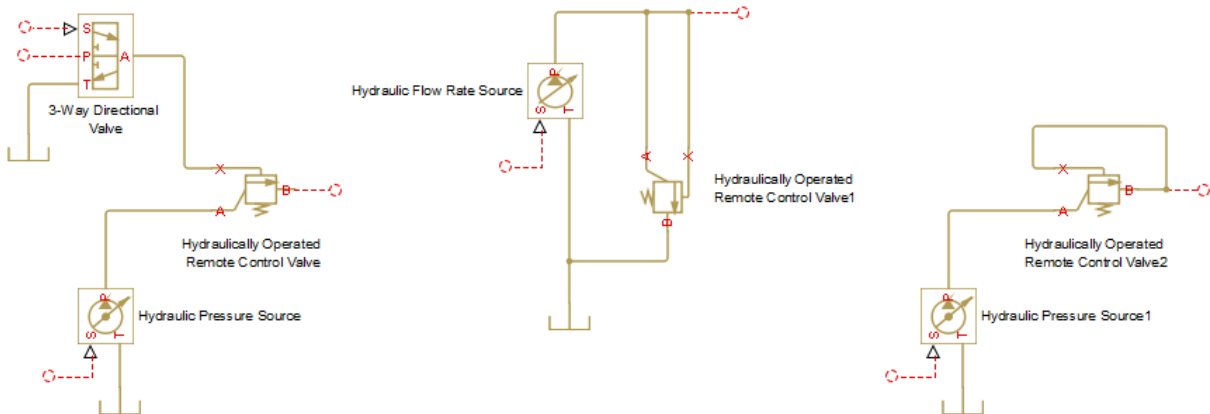 S
P
A
T
3-Way Directional
Valve
X
B
A
Hydraulically Operated
Remote Control Valve
P
Hydraulic Pressure Source
S
T
P
Hydraulic Flow Rate Source
S
T
A
X
Hydraulically Operated
Remote Control Valve1
B
X
B
A
Hydraulically Operated
Remote Control Valve2
P
Hydraulic Pressure Source1
S
T